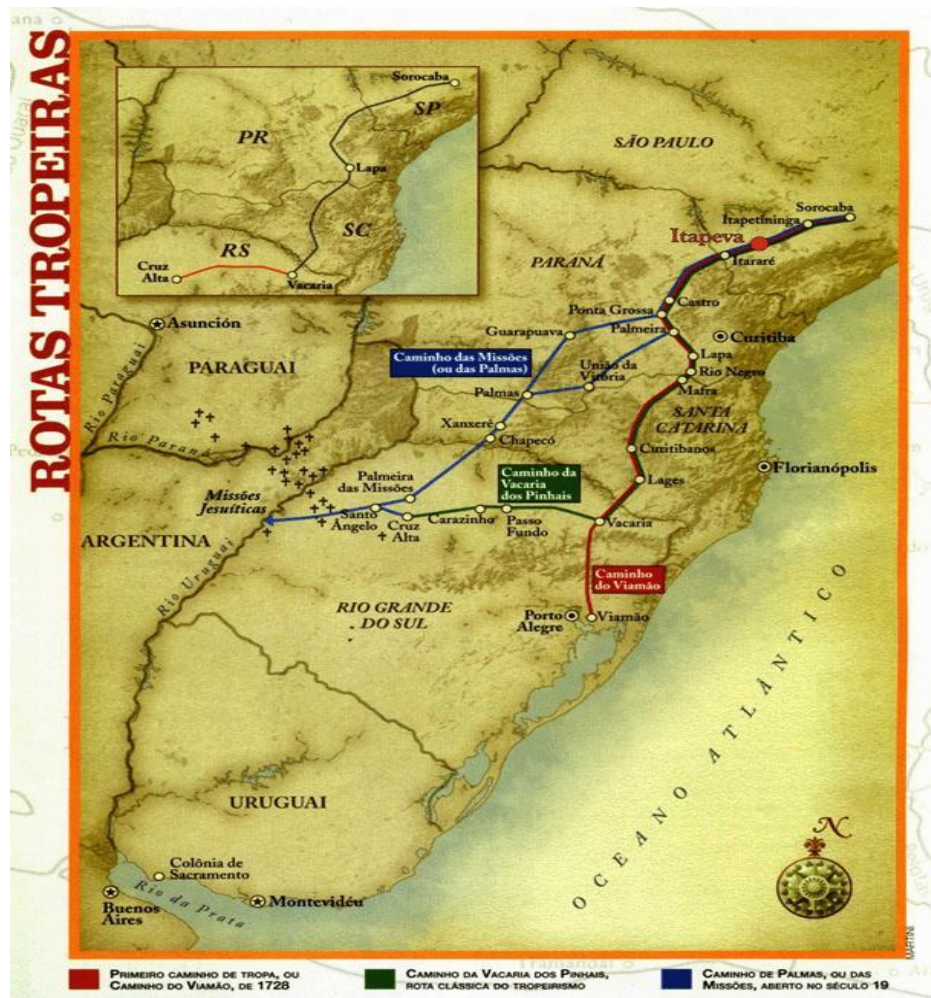 ROTAS TROPEIRAS
Sorocaba
SP
PR
Lapa
SC
RS
Cruz
Alta
Vacaria
SÃO PAULO
Sorocaba
Itapetininga
Itapeva
Itararé
PARANÁ
Castro
Ponta Grossa
Palmeira
Guarapuava
Curitiba
Asunción
PARAGUAI
Rio Paraguai
Rio Paraná
Caminho das Missões
(ou das Palmas)
União da
Vitória
Lapa
Rio Negro
Mafra
Palmas
SANTA
CATARINA
Xanxerê
Chapecó
Curitibanos
Florianópolis
Caminho da
Vacaria
dos Pinhais
Lages
Palmeira
das Missões
Missões
Jesuíticas
Santo
Ângelo
Cruz
Alta
Carazinho
Passo
Fundo
Vacaria
ARGENTINA
Rio Uruguai
Caminho
do Viamão
RIO GRANDE
DO SUL
Porto
Alegre
Viamão
OCEANO ATLÂNTICO
URUGUAI
N
Colônia de
Sacramento
Rio da Prata
Buenos
Aires
Montevidéu
MARTINI
PRIMEIRO CAMINHO DE TROPA, OU
CAMINHO DO VIAMÃO, DE 1728
CAMINHO DA VACARIA DOS PINHAIS,
ROTA CLÁSSICA DO TROPEIRISMO
CAMINHO DE PALMAS, OU DAS
MISSÕES, ABERTO NO SÉCULO 19